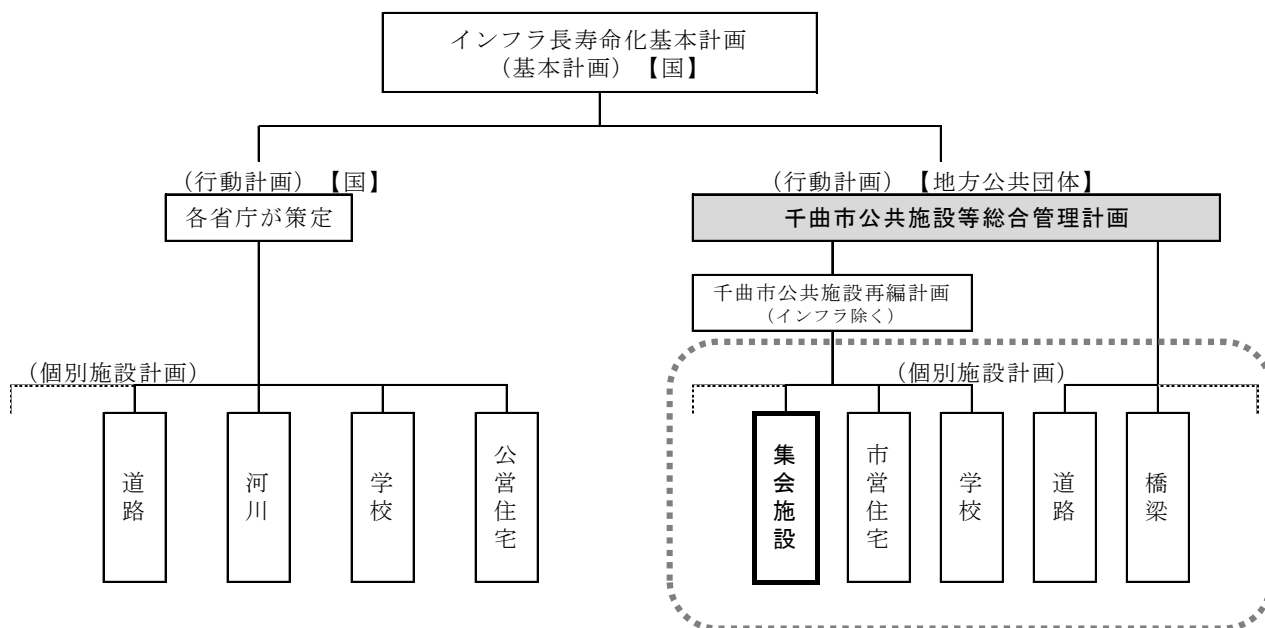 インフラ長寿命化基本計画
（基本計画）【国】
（行動計画）【国】
各省庁が策定
（行動計画）【地方公共団体】
千曲市公共施設等総合管理計画
千曲市公共施設再編計画
（インフラ除く）
（個別施設計画）
道路
河川
学校
公営住宅
（個別施設計画）
集会施設
市営住宅
学校
道路
橋梁